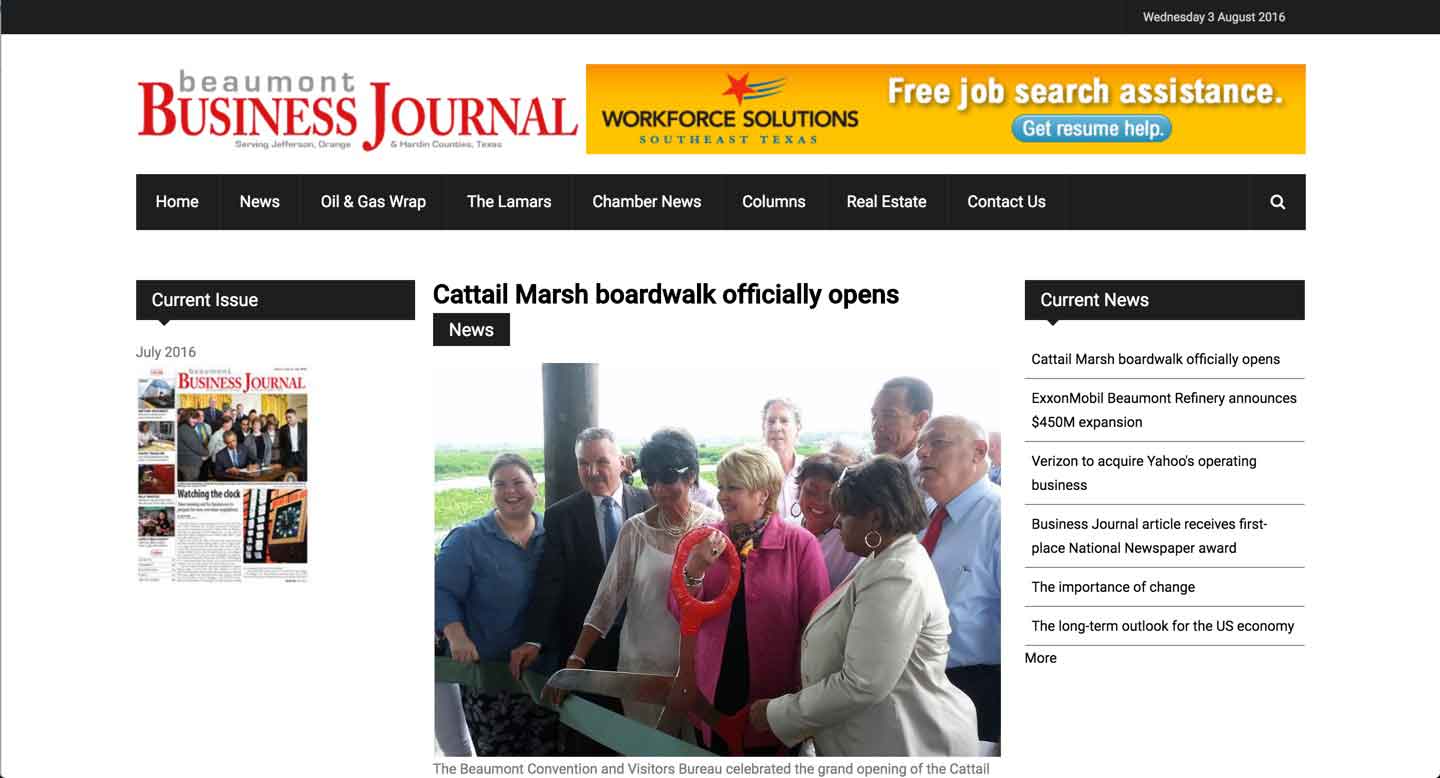 Wednesday 3 August 2016
beaumont
BUSINESS JOURNAL
Serving Jefferson, Orange & Hardin Counties, Texas
WORKFORCE SOLUTIONS
SOUTHEAST TEXAS
Free job search assistance.
Get resume help.
Home News Oil & Gas Wrap The Lamars Chamber News Columns Real Estate Contact Us
Current Issue
July 2016
beaumont
BUSINESS JOURNAL
Watching the clock
Cattail Marsh boardwalk officially opens
News
The Beaumont Convention and Visitors Bureau celebrated the grand opening of the Cattail
Current News
Cattail Marsh boardwalk officially opens
ExxonMobil Beaumont Refinery announces
$450M expansion
Verizon to acquire Yahoo's operating
business
Business Journal article receives first-
place National Newspaper award
The importance of change
The long-term outlook for the US economy
More